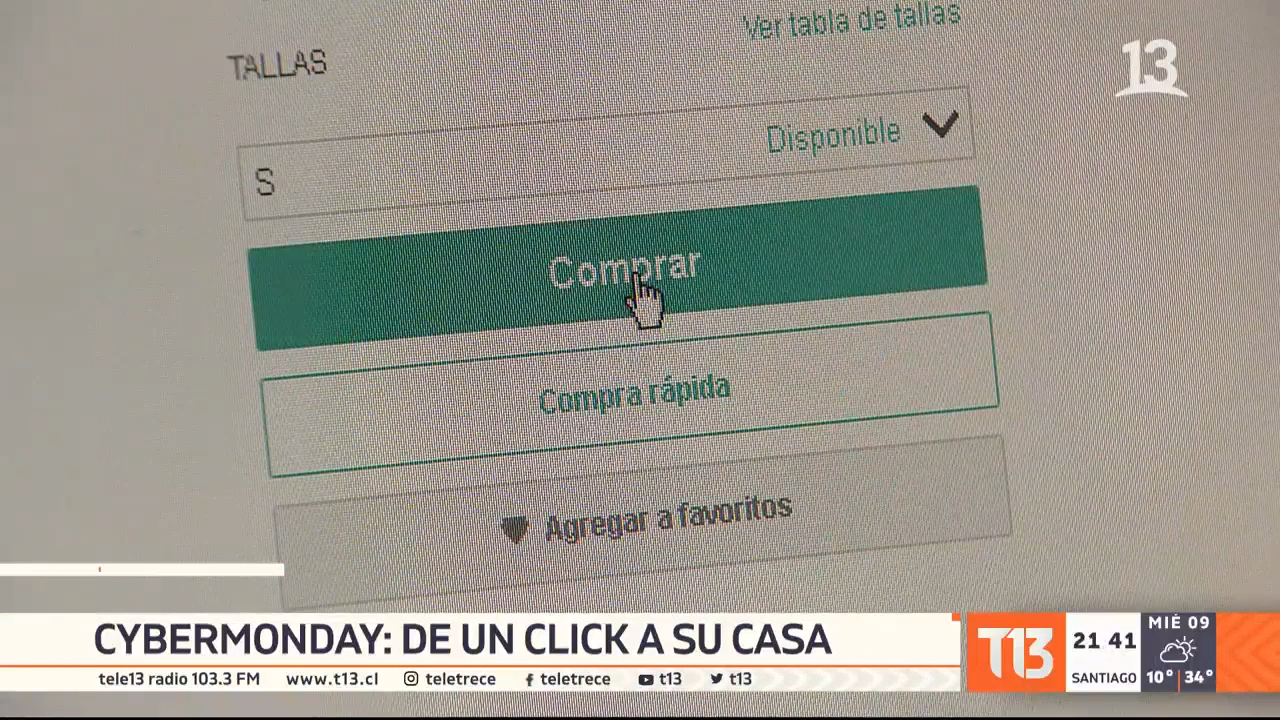 Ver tabla de tallas
TALLAS
13
S
Disponible
Comprar
Compra rápida
Agregar a favoritos
CYBERMONDAY: DE UN CLICK A SU CASA
tele13 radio 103.3 FM www.t13.cl teletrece teletrece t13 t13
T13
21 41
SANTIAGO
MIÉ 09
10° 34°